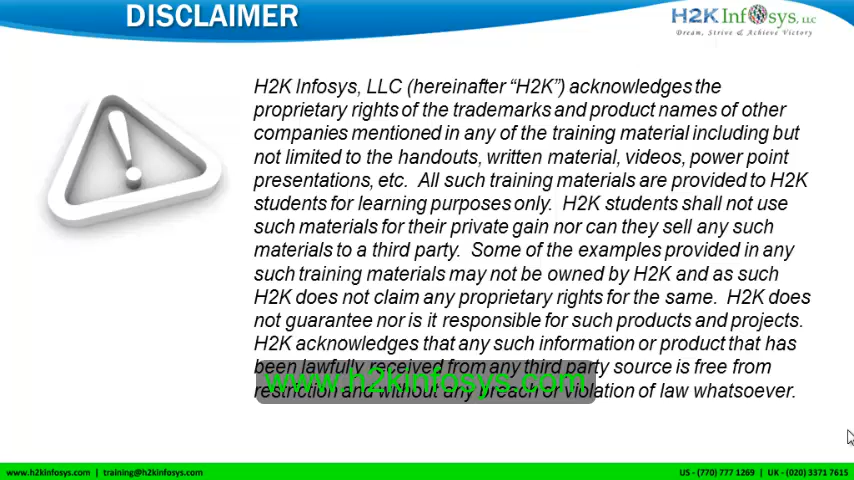 DISCLAIMER
H2K Infosys, LLC
Dream, Strive & Achieve Victory
H2K Infosys, LLC (hereinafter “H2K”) acknowledges the
proprietary rights of the trademarks and product names of other
companies mentioned in any of the training material including but
not limited to the handouts, written material, videos, power point
presentations, etc. All such training materials are provided to H2K
students for learning purposes only. H2K students shall not use
such materials for their private gain nor can they sell any such
materials to a third party. Some of the examples provided in any
such training materials may not be owned by H2K and as such
H2K does not claim any proprietary rights for the same. H2K does
not guarantee nor is it responsible for such products and projects.
H2K acknowledges that any such information or product that has
been lawfully received from any third party source is free from
www.h2kinfosys.com
restriction and without any breach or violation of law whatsoever.
www.h2kinfosys.com | training@h2kinfosys.com
US - (770) 777 1269 | UK - (020) 3371 7615